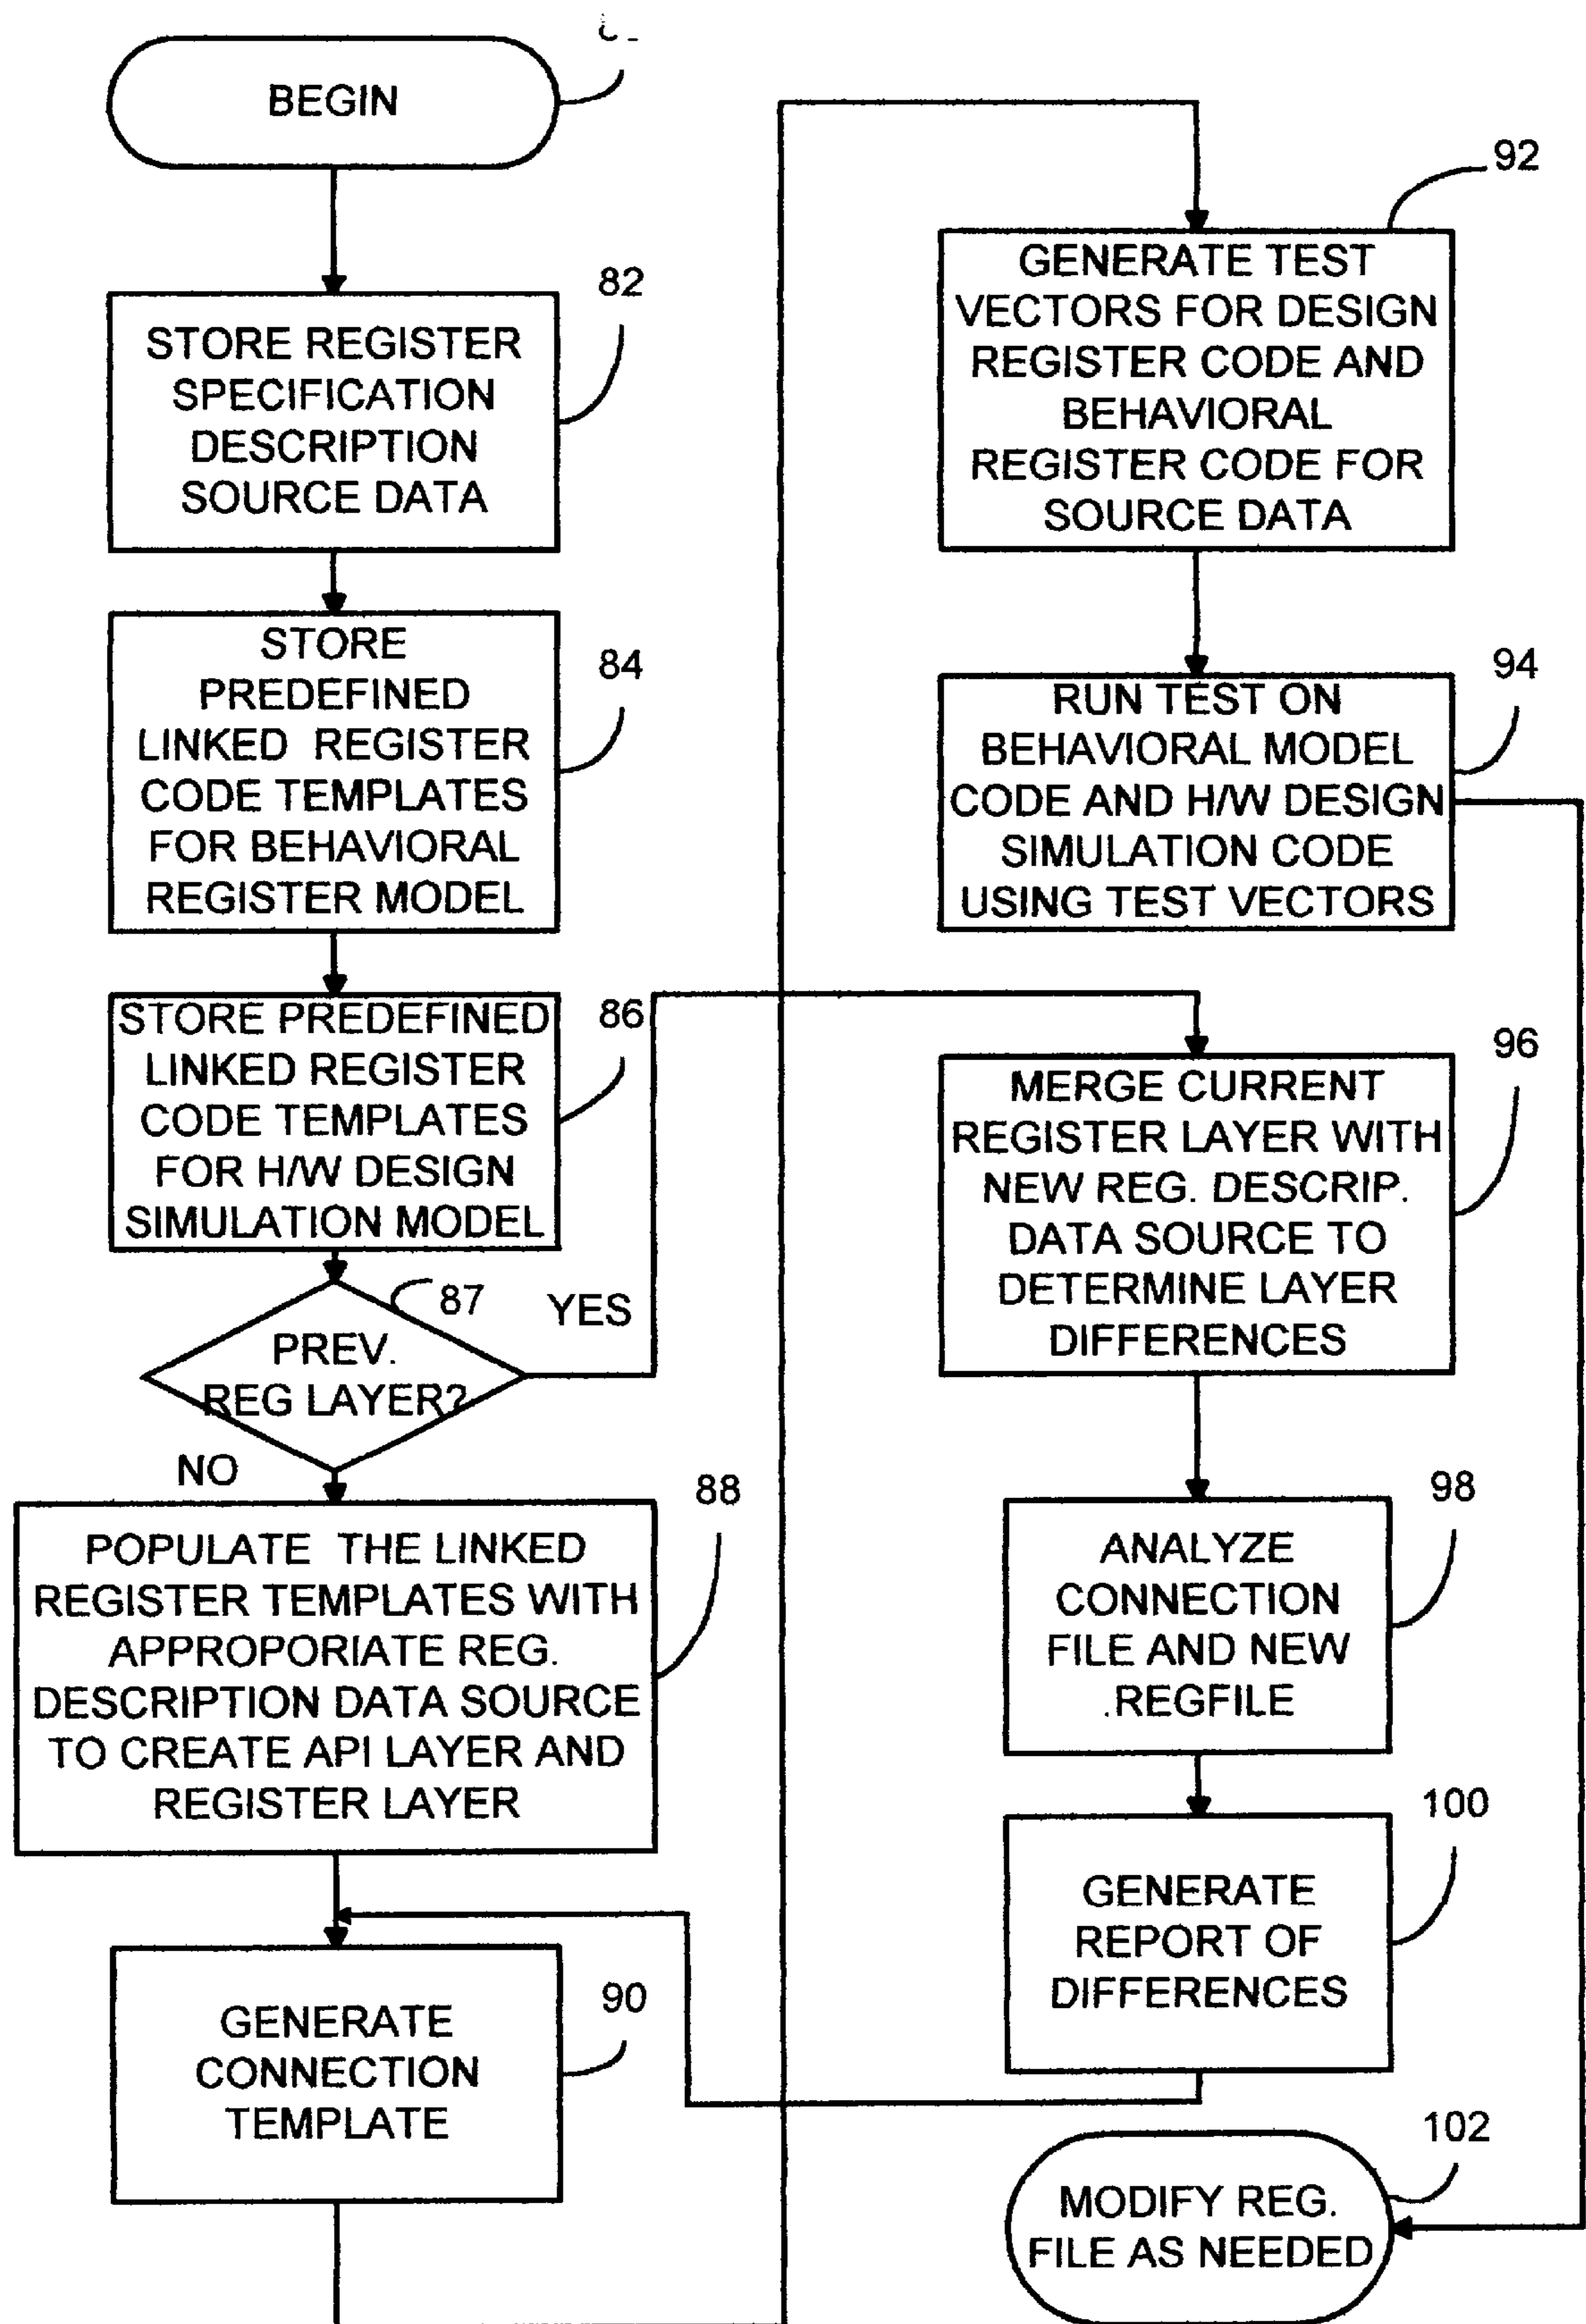 BEGIN
82
STORE REGISTER
SPECIFICATION
DESCRIPTION
SOURCE DATA
84
STORE
PREDEFINED
LINKED REGISTER
CODE TEMPLATES
FOR BEHAVIORAL
REGISTER MODEL
86
STORE PREDEFINED
LINKED REGISTER
CODE TEMPLATES
FOR H/W DESIGN
SIMULATION MODEL
87
YES
PREV.
REG LAYER?
NO
88
POPULATE THE LINKED
REGISTER TEMPLATES WITH
APPROPORIATE REG.
DESCRIPTION DATA SOURCE
TO CREATE API LAYER AND
REGISTER LAYER
90
GENERATE
CONNECTION
TEMPLATE
92
GENERATE TEST
VECTORS FOR DESIGN
REGISTER CODE AND
BEHAVIORAL
REGISTER CODE FOR
SOURCE DATA
94
RUN TEST ON
BEHAVIORAL MODEL
CODE AND H/W DESIGN
SIMULATION CODE
USING TEST VECTORS
96
MERGE CURRENT
REGISTER LAYER WITH
NEW REG. DESCRIP.
DATA SOURCE TO
DETERMINE LAYER
DIFFERENCES
98
ANALYZE
CONNECTION
FILE AND NEW
.REGFILE
100
GENERATE
REPORT OF
DIFFERENCES
102
MODIFY REG.
FILE AS NEEDED